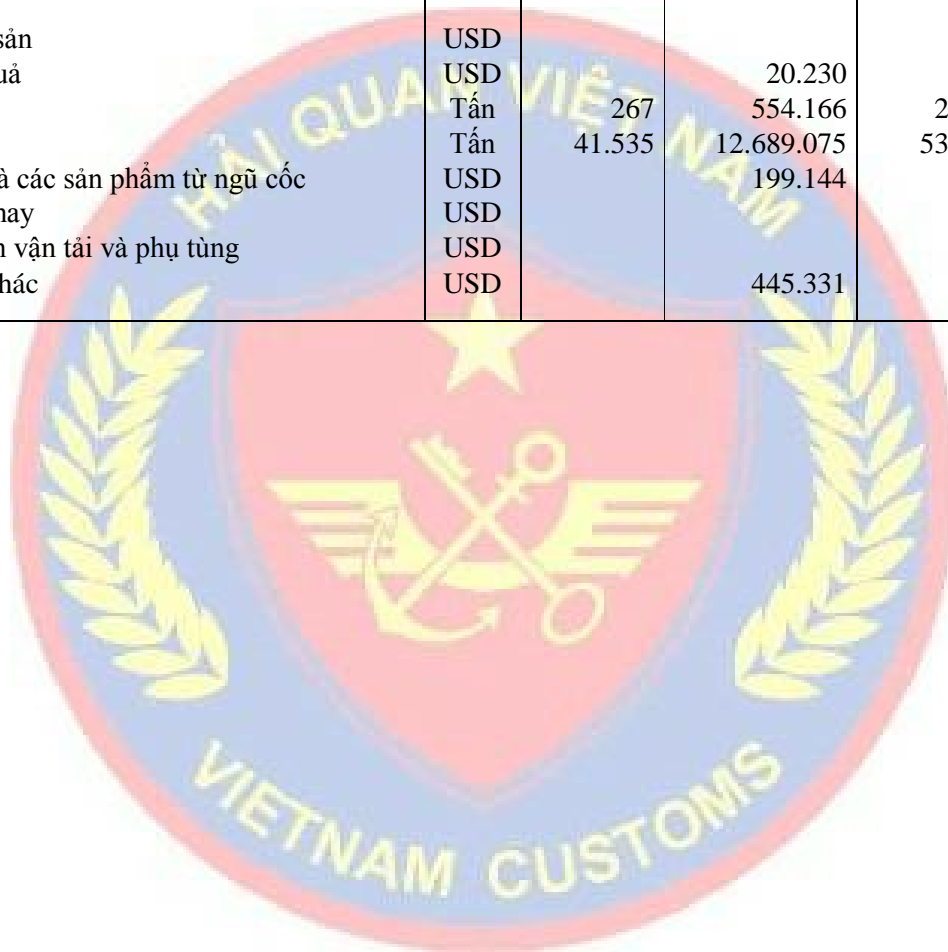 sản USD
uả USD 20.230
Tấn 267 554.166 2
Tấn 41.535 12.689.075 53
à các sản phẩm từ ngũ cốc USD 199.144
may USD
n vận tải và phụ tùng USD
hác USD 445.331
HẢI QUAN VIỆT NAM
VIETNAM CUSTOMS